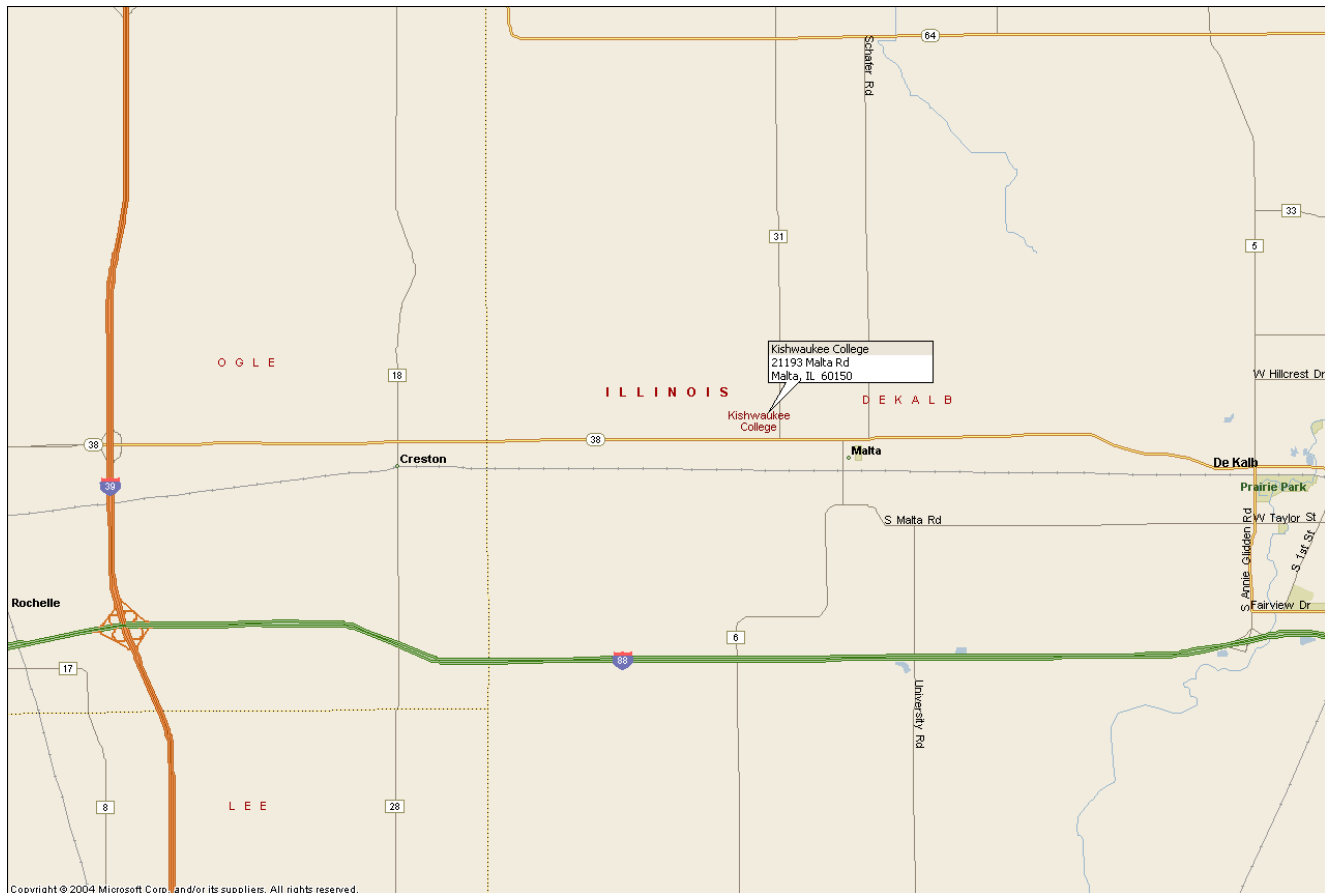 64
Schafer Rd
33
31
5
Kishwaukee College
21193 Malta Rd
Malta, IL 60150
OGLE
18
ILLINOIS
W Hillcrest Dr
DEKALB
Kishwaukee
College
38
38
Creston
Malta
De Kalb
39
Prairie Park
S Malta Rd
W Taylor St
S Annie Glidden Rd
S 1st St
Rochelle
Fairview Dr
6
88
17
University Rd
LEE
8
28
Copyright © 2004 Microsoft Corp. and/or its suppliers. All rights reserved.